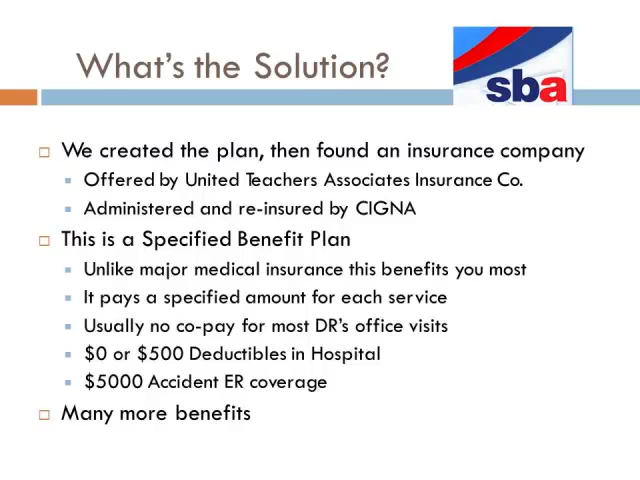 What's the Solution?
sba
We created the plan, then found an insurance company
Offered by United Teachers Associates Insurance Co.
Administered and re-insured by CIGNA
This is a Specified Benefit Plan
Unlike major medical insurance this benefits you most
It pays a specified amount for each service
Usually no co-pay for most DR's office visits
$0 or $500 Deductibles in Hospital
$5000 Accident ER coverage
Many more benefits